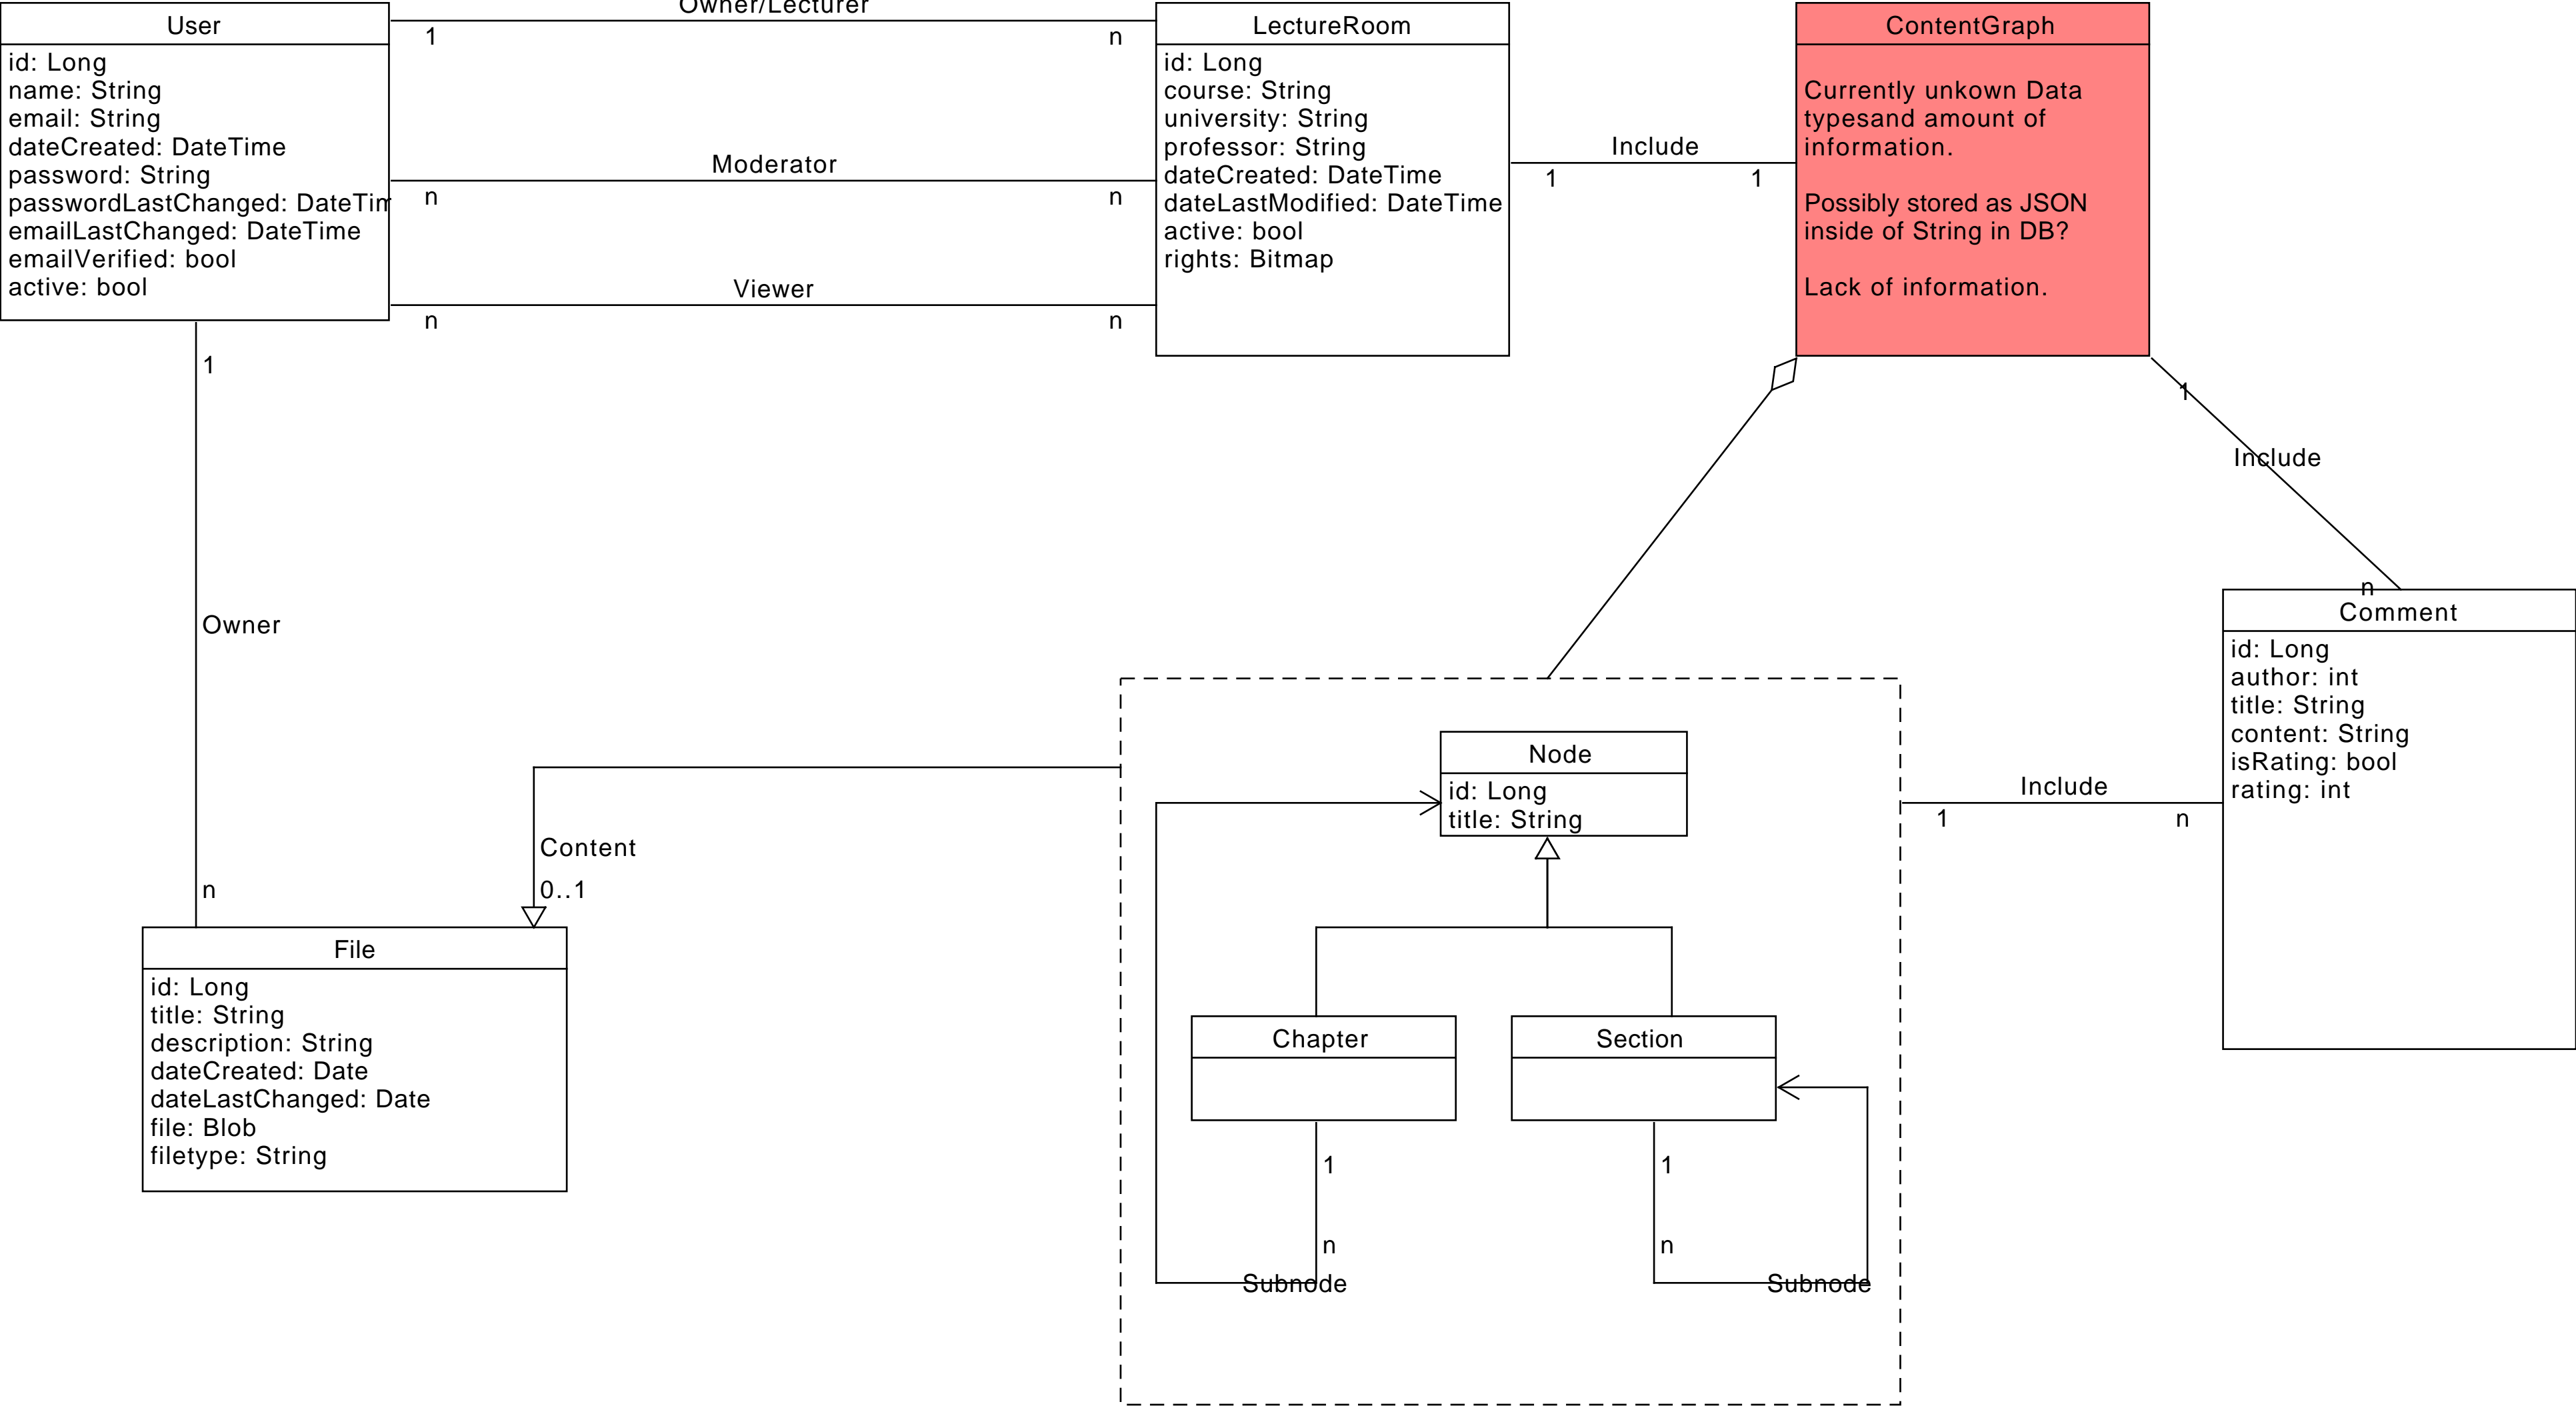 Owner/Lecturer
1
n
Moderator
n
n
Viewer
n
n
User
id: Long
name: String
email: String
dateCreated: DateTime
password: String
passwordLastChanged: DateTim
emailLastChanged: DateTime
emailVerified: bool
active: bool
LectureRoom
id: Long
course: String
university: String
professor: String
dateCreated: DateTime
dateLastModified: DateTime
active: bool
rights: Bitmap
Include
1
1
ContentGraph
Currently unkown Data
typesand amount of
information.
Possibly stored as JSON
inside of String in DB?
Lack of information.
1
Include
n
1
Owner
n
Comment
id: Long
author: int
title: String
content: String
isRating: bool
rating: int
Include
1
n
Content
0..1
File
id: Long
title: String
description: String
dateCreated: Date
dateLastChanged: Date
file: Blob
filetype: String
Node
id: Long
title: String
Chapter
Section
1
n
Subnode
1
n
Subnode